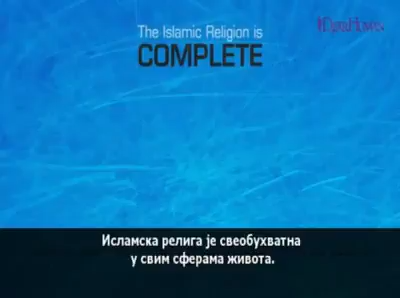 The Islamic Religion is
COMPLETE
Исламска релига је свеобухватна
у свим сферама живота.